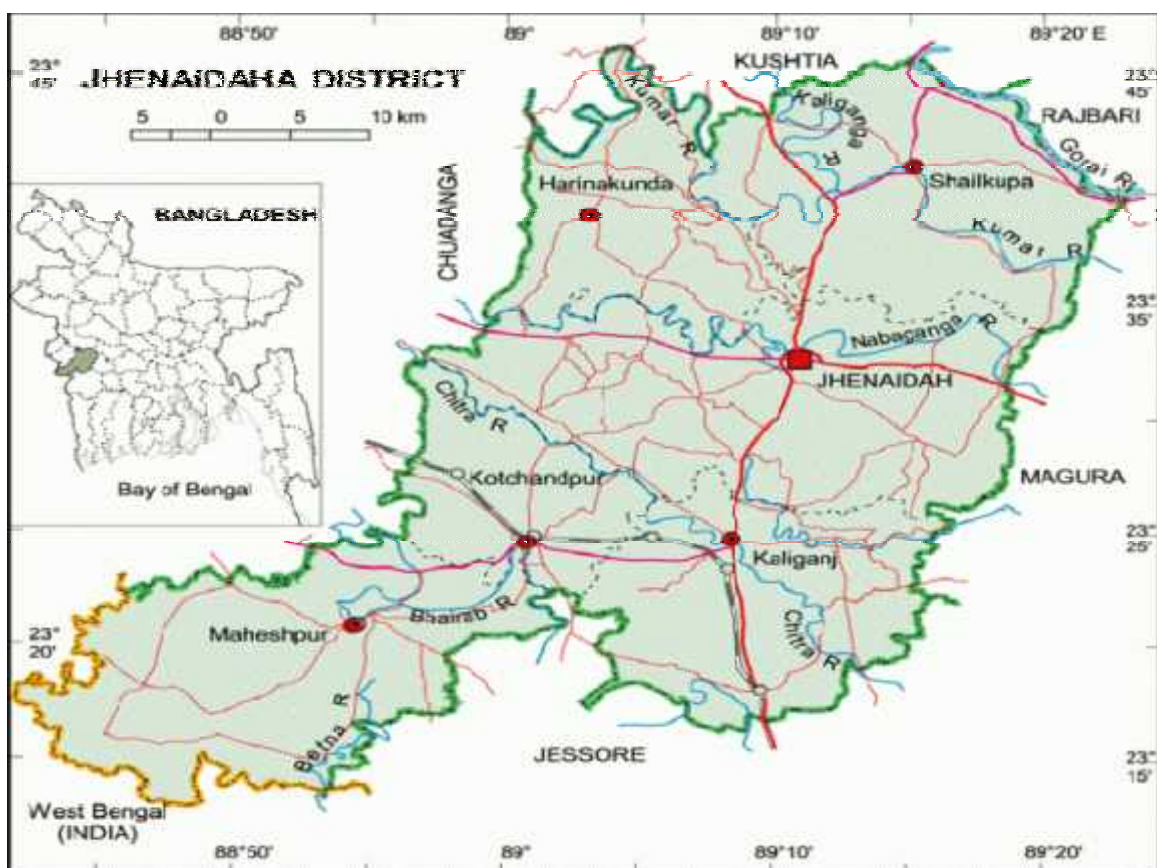 88°50'
89°
89°10'
89°20' E
23°
45'
JHENAIDAHA DISTRICT
5 0 5 10 km
KUSHTIA
23°
45'
RAJBARI
Kumar R
Kaliganga
R
Gorai R
Shailkupa
Harinakunda
CHUADANGA
Kumar R
BANGLADESH
Bay of Bengal
23°
35'
Nabaganga R
JHENAIDAH
Chitra R
Kotchandpur
MAGURA
23°
25'
Kaliganj
Bhairab R
Maheshpur
Chitra R
23°
20'
Betna R
JESSORE
23°
15'
West Bengal
(INDIA)
88°50'
89°
89°10'
89°20'